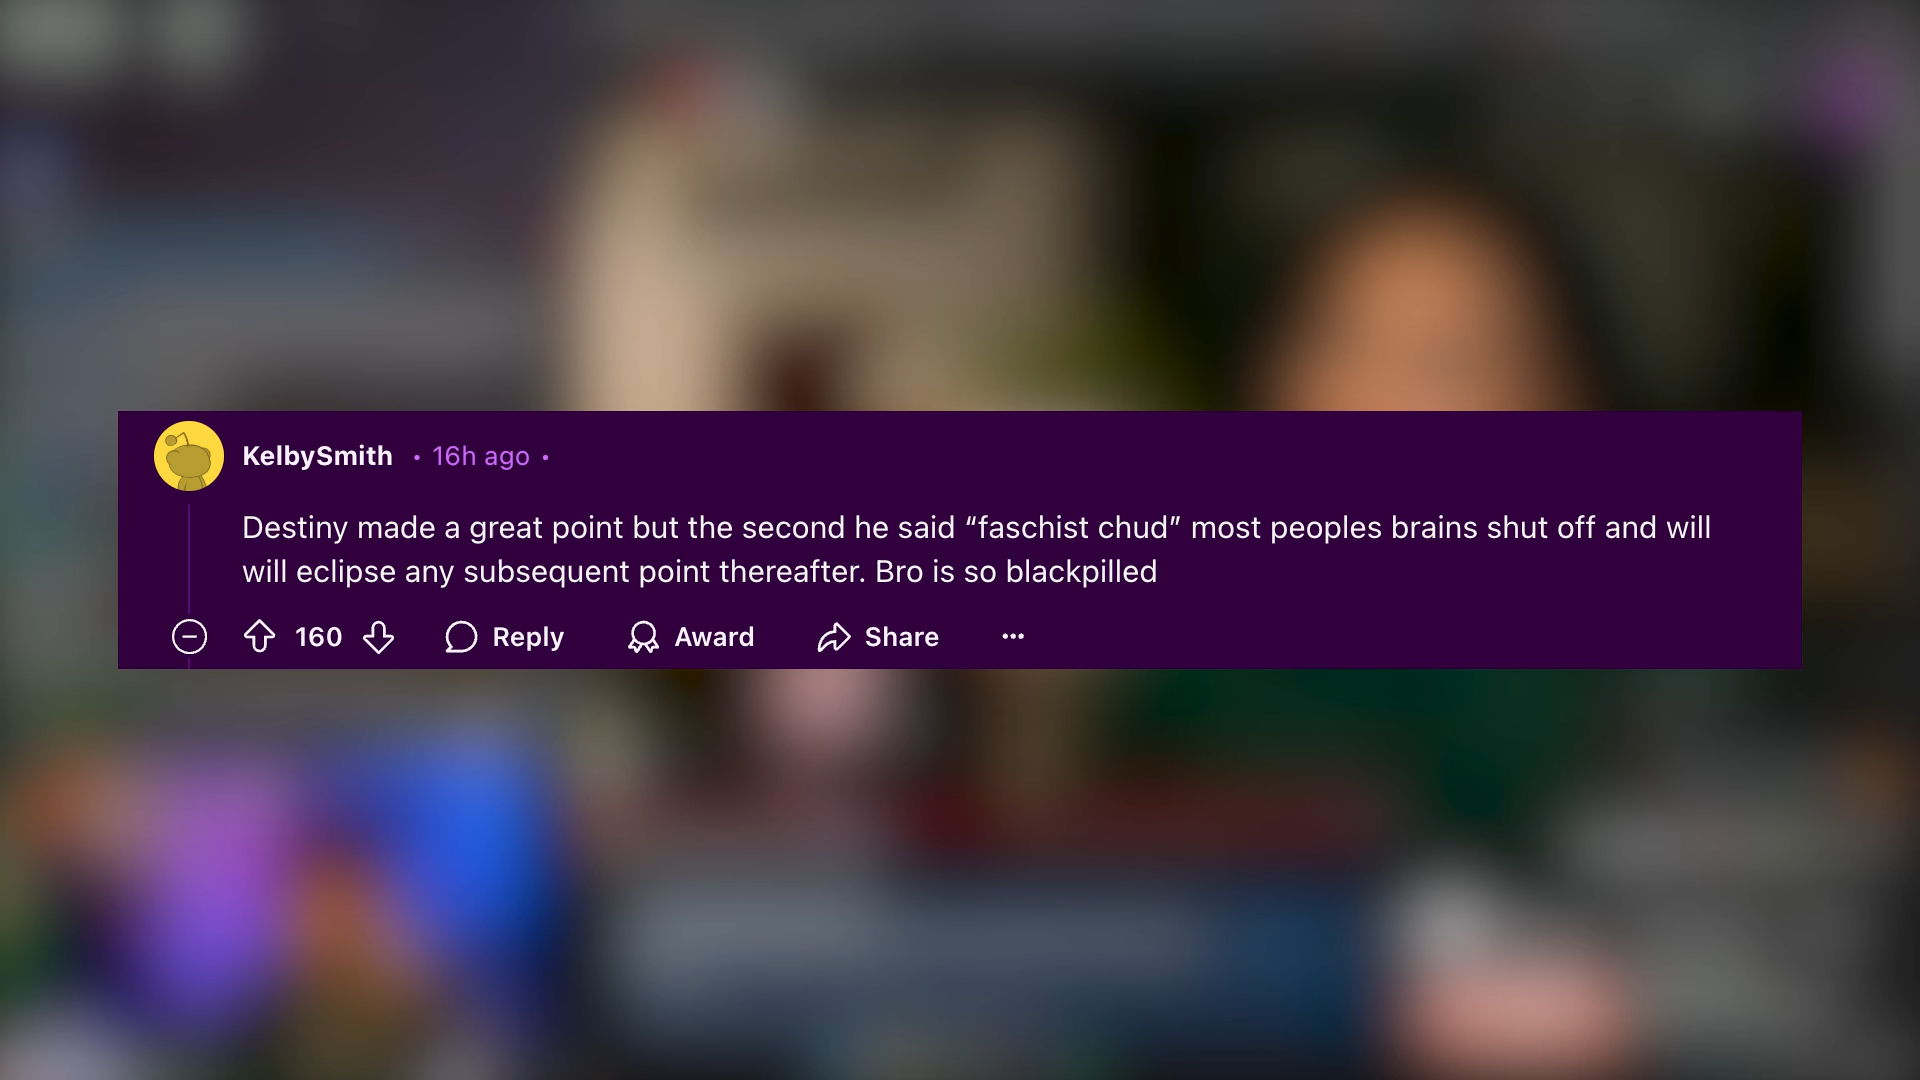 KelbySmith • 16h ago •
Destiny made a great point but the second he said “faschist chud” most peoples brains shut off and will
will eclipse any subsequent point thereafter. Bro is so blackpilled
160 Reply Award Share ...